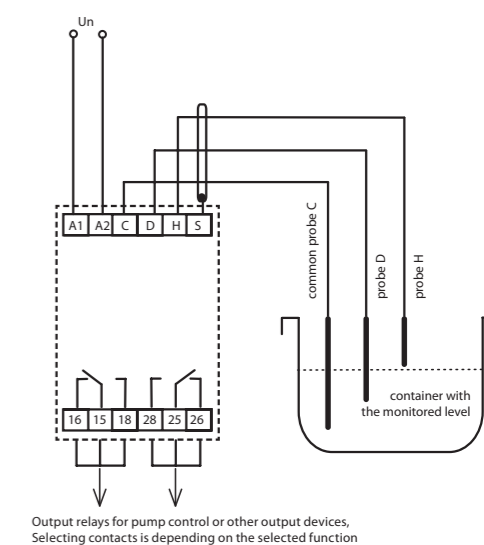 Un
A1 A2 C D H S
common probe C
probe D
probe H
container with
the monitored level
16 15 18 28 25 26
Output relays for pump control or other output devices,
Selecting contacts is depending on the selected function